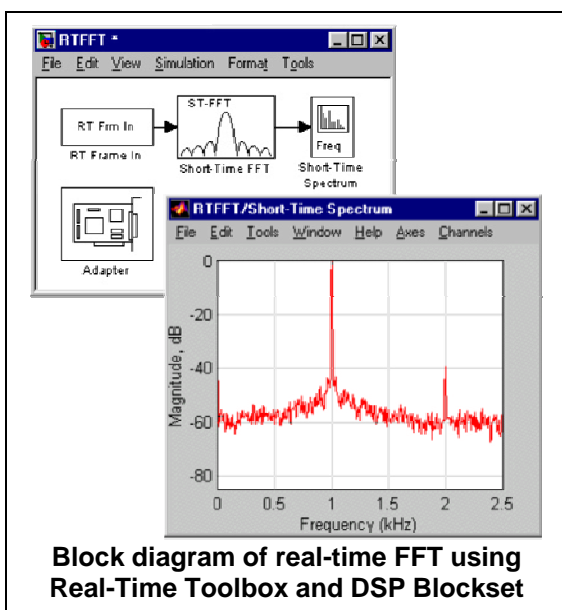 RTFFT *
File Edit View Simulation Format Tools
ST-FFT
RT Frm In
Freq
RT Frame In
Short-Time FFT
Short-Time
Spectrum
Adapter
RTFFT/Short-Time Spectrum
File Edit Tools Window Help Axes Channels
0
-20
-40
-60
-80
Magnitude, dB
0 0.5 1 1.5 2 2.5
Frequency (kHz)
Block diagram of real-time FFT using
Real-Time Toolbox and DSP Blockset